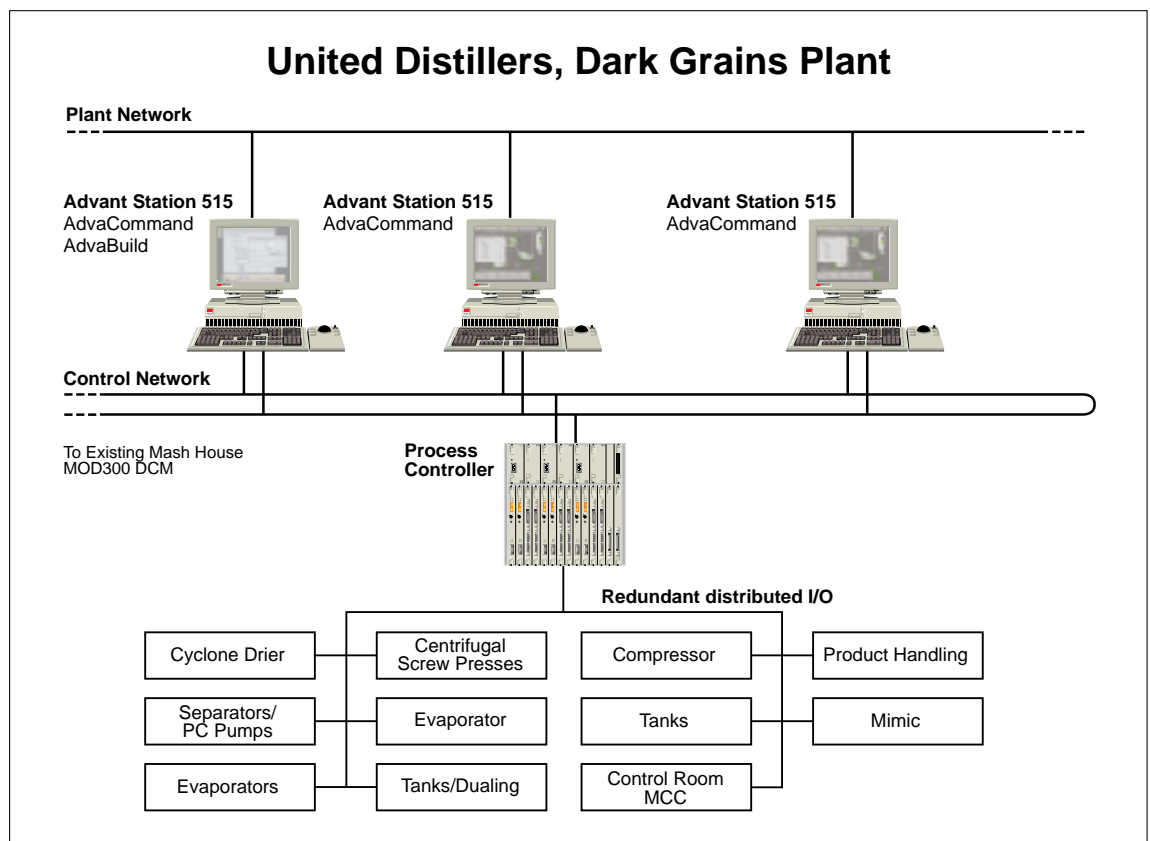 United Distillers, Dark Grains Plant
Plant Network
Advant Station 515
AdvaCommand
AdvaBuild
Advant Station 515
AdvaCommand
Advant Station 515
AdvaCommand
Control Network
To Existing Mash House
MOD300 DCM
Process
Controller
Redundant distributed I/O
Cyclone Drier
Centrifugal
Screw Presses
Compressor
Product Handling
Separators/
PC Pumps
Evaporator
Tanks
Mimic
Evaporators
Tanks/Dualing
Control Room
MCC